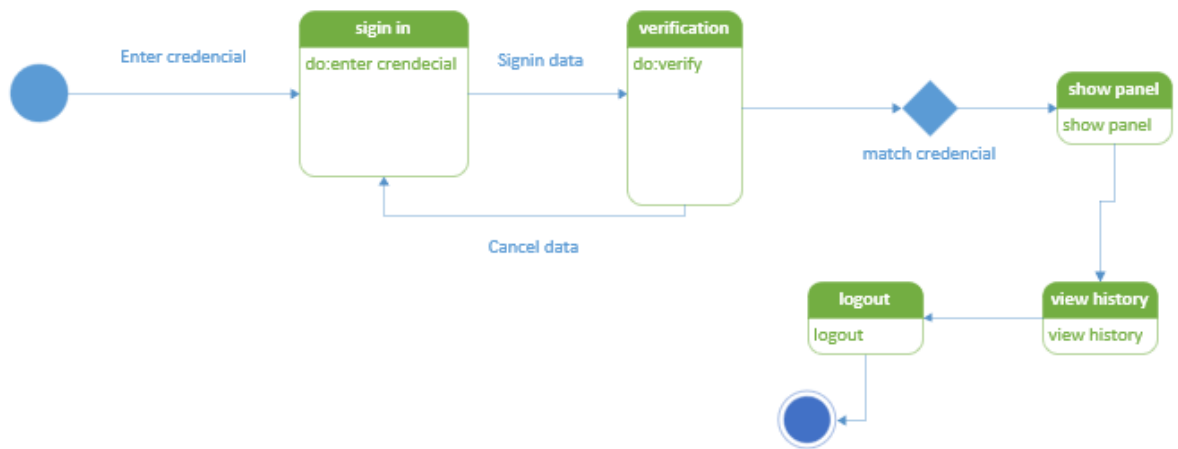 Enter credencial
sigin in
do:enter crendecial
Signin data
verification
do:verify
Cancel data
match credencial
show panel
show panel
view history
view history
logout
logout